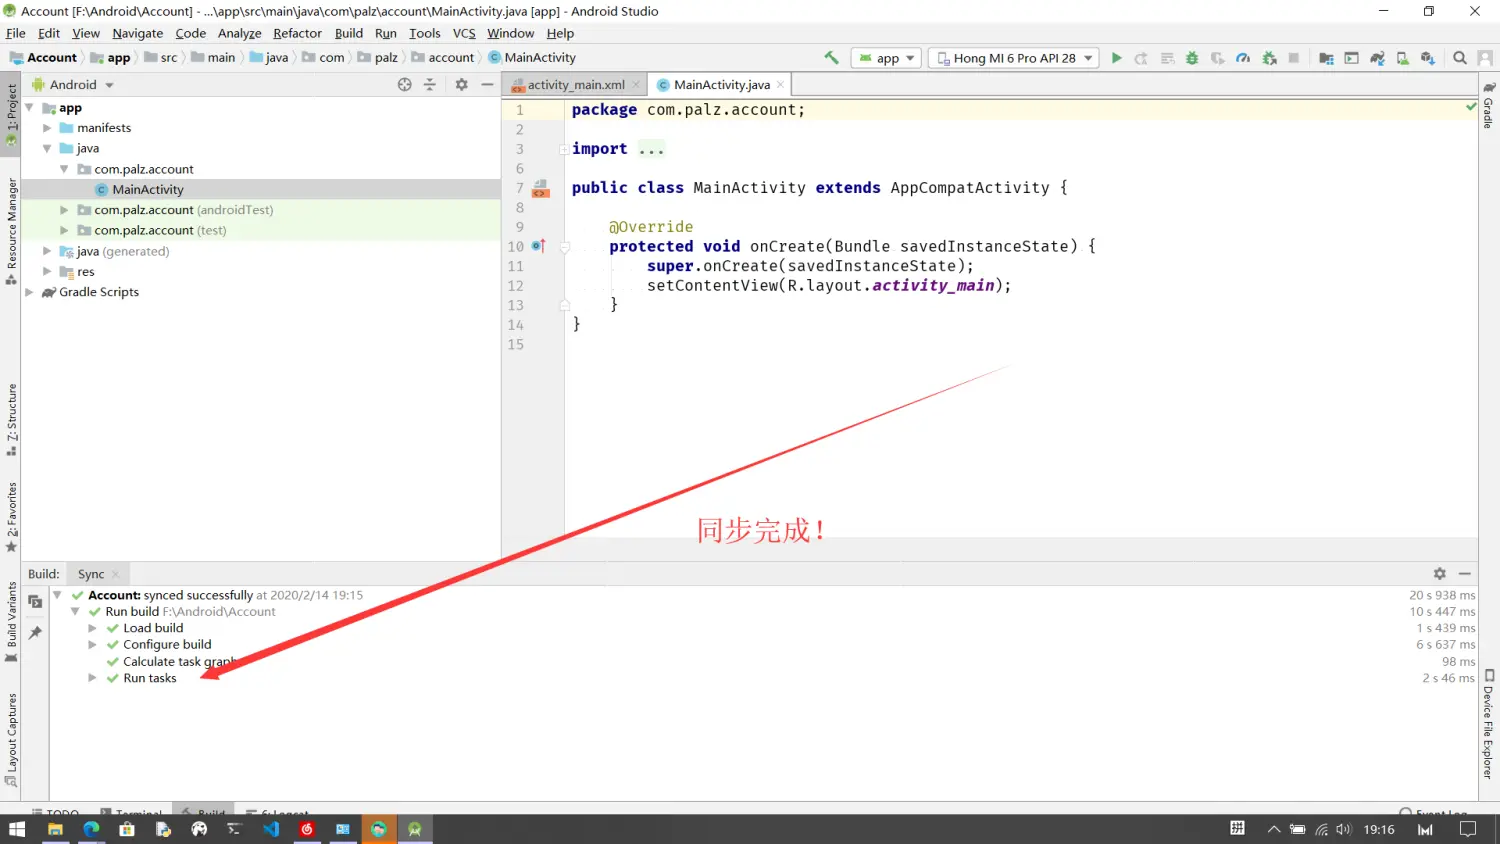 Account [F:\Android\Account] - ...\app\src\main\java\com\palz\account\MainActivity.java [app] - Android Studio
File Edit View Navigate Code Analyze Refactor Build Run Tools VCS Window Help
Account app src main java com palz account MainActivity app Hong MI 6 Pro API 28
Android
activity_main.xml MainActivity.java
1: Project
Resource Manager
Z: Structure
2: Favorites
Build Variants
Layout Captures
app
manifests
java
com.palz.account
MainActivity
com.palz.account (androidTest)
com.palz.account (test)
java (generated)
res
Gradle Scripts
1 package com.palz.account;
2
3 import ...
6
7 public class MainActivity extends AppCompatActivity {
8
9 @Override
10 protected void onCreate(Bundle savedInstanceState) {
11 super.onCreate(savedInstanceState);
12 setContentView(R.layout.activity_main);
13 }
14 }
15
同步完成！
Gradle
Device File Explorer
Build: Sync
Account: synced successfully at 2020/2/14 19:15 20 s 938 ms
Run build F:\Android\Account 10 s 447 ms
Load build 1 s 439 ms
Configure build 6 s 637 ms
Calculate task graph 98 ms
Run tasks 2 s 46 ms
TODO Terminal Build 6: Logcat Event Log
拼 19:16